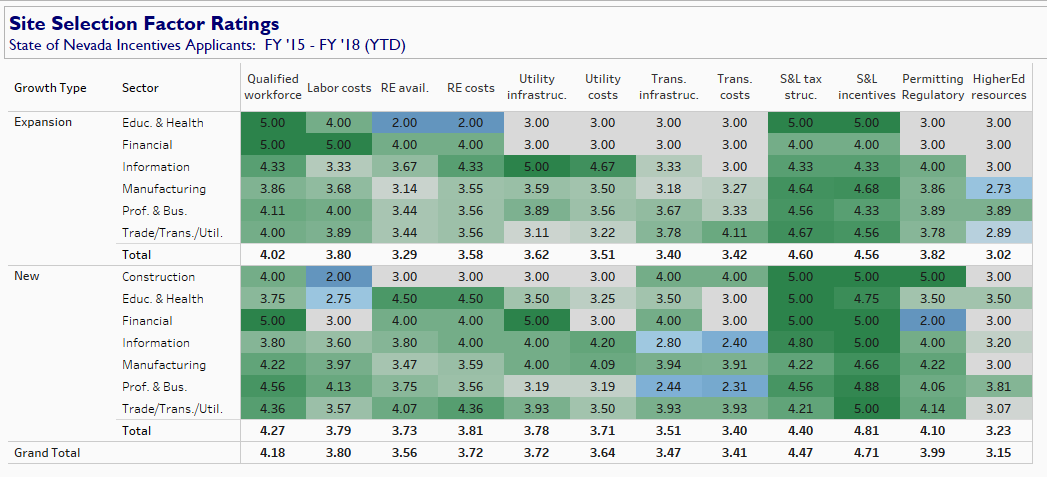 Site Selection Factor Ratings
State of Nevada Incentives Applicants: FY '15 - FY '18 (YTD)
Growth Type Sector Qualified workforce Labor costs RE avail. RE costs Utility infrastruc. Utility costs Trans. infrastruc. Trans. costs S&L tax struc. S&L incentives Permitting Regulatory HigherEd resources
Expansion Educ. & Health 5.00 4.00 2.00 2.00 3.00 3.00 3.00 3.00 5.00 5.00 3.00 3.00
Financial 5.00 5.00 4.00 4.00 3.00 3.00 3.00 3.00 4.00 4.00 3.00 3.00
Information 4.33 3.33 3.67 4.33 5.00 4.67 3.33 3.00 4.33 4.33 4.00 3.00
Manufacturing 3.86 3.68 3.14 3.55 3.59 3.50 3.18 3.27 4.64 4.68 3.86 2.73
Prof. & Bus. 4.11 4.00 3.44 3.56 3.89 3.56 3.67 3.33 4.56 4.33 3.89 3.89
Trade/Trans./Util. 4.00 3.89 3.44 3.56 3.11 3.22 3.78 4.11 4.67 4.56 3.78 2.89
Total 4.02 3.80 3.29 3.58 3.62 3.51 3.40 3.42 4.60 4.56 3.82 3.02
New Construction 4.00 2.00 3.00 3.00 3.00 3.00 4.00 4.00 5.00 5.00 5.00 3.00
Educ. & Health 3.75 2.75 4.50 4.50 3.50 3.25 3.50 3.00 5.00 4.75 3.50 3.50
Financial 5.00 3.00 4.00 4.00 5.00 3.00 4.00 3.00 5.00 5.00 2.00 3.00
Information 3.80 3.60 3.80 4.00 4.00 4.20 2.80 2.40 4.80 5.00 4.00 3.20
Manufacturing 4.22 3.97 3.47 3.59 4.00 4.09 3.94 3.91 4.22 4.66 4.22 3.00
Prof. & Bus. 4.56 4.13 3.75 3.56 3.19 3.19 2.44 2.31 4.56 4.88 4.06 3.81
Trade/Trans./Util. 4.36 3.57 4.07 4.36 3.93 3.50 3.93 3.93 4.21 5.00 4.14 3.07
Total 4.27 3.79 3.73 3.81 3.78 3.71 3.51 3.40 4.40 4.81 4.10 3.23
Grand Total 4.18 3.80 3.56 3.72 3.72 3.64 3.47 3.41 4.47 4.71 3.99 3.15